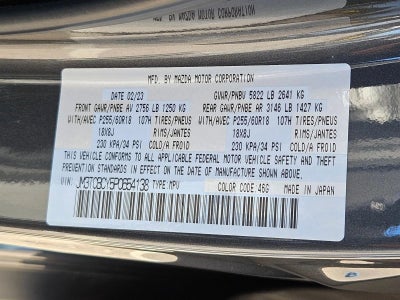 MFD. BY MAZDA MOTOR CORPORATION
DATE 02/23 GVWR/PNBV 5822 LB 2641 KG
FRONT GAWR/PNBE AV 2756 LB 1250 KG REAR GAWR/PNBE AR 3146 LB 1427 KG
WITH/AVEC P255/60R18 107H TIRES/PNEUS WITH/AVEC P255/60R18 107H TIRES/PNEUS
18X8J RIMS/JANTES 18X8J RIMS/JANTES
230 KPA/34 PSI COLD/A FROID 230 KPA/34 PSI COLD/A FROID
THIS VEHICLE CONFORMS TO ALL APPLICABLE FEDERAL MOTOR VEHICLE SAFETY AND THEFT
PREVENTION STANDARDS IN EFFECT ON THE DATE OF MANUFACTURE SHOWN ABOVE.
VIN: JM3TCBCY5P0654138 TYPE: MPV COLOR CODE 46G MADE IN JAPAN